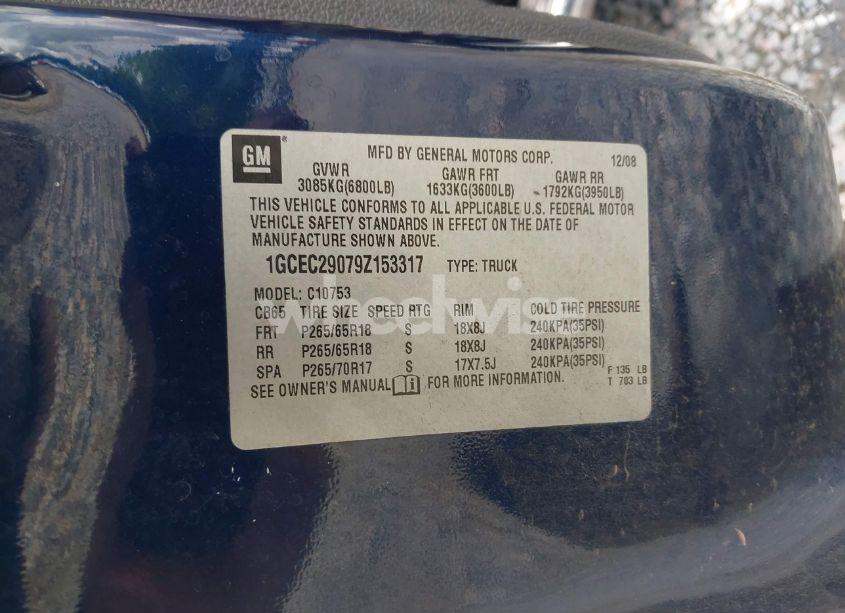 GM
MFD BY GENERAL MOTORS CORP. 12/08
GVWR GAWR FRT GAWR RR
3085KG(6800LB) 1633KG(3600LB) 1792KG(3950LB)
THIS VEHICLE CONFORMS TO ALL APPLICABLE U.S. FEDERAL MOTOR
VEHICLE SAFETY STANDARDS IN EFFECT ON THE DATE OF
MANUFACTURE SHOWN ABOVE.
1GCEC29079Z153317 TYPE: TRUCK
MODEL: C10753
CB65 TIRE SIZE SPEED RTG RIM COLD TIRE PRESSURE
FRT P265/65R18 S 18X8J 240KPA(35PSI)
RR P265/65R18 S 18X8J 240KPA(35PSI)
SPA P265/70R17 S 17X7.5J 240KPA(35PSI)
SEE OWNER'S MANUAL FOR MORE INFORMATION.
F 135 LB
T 703 LB